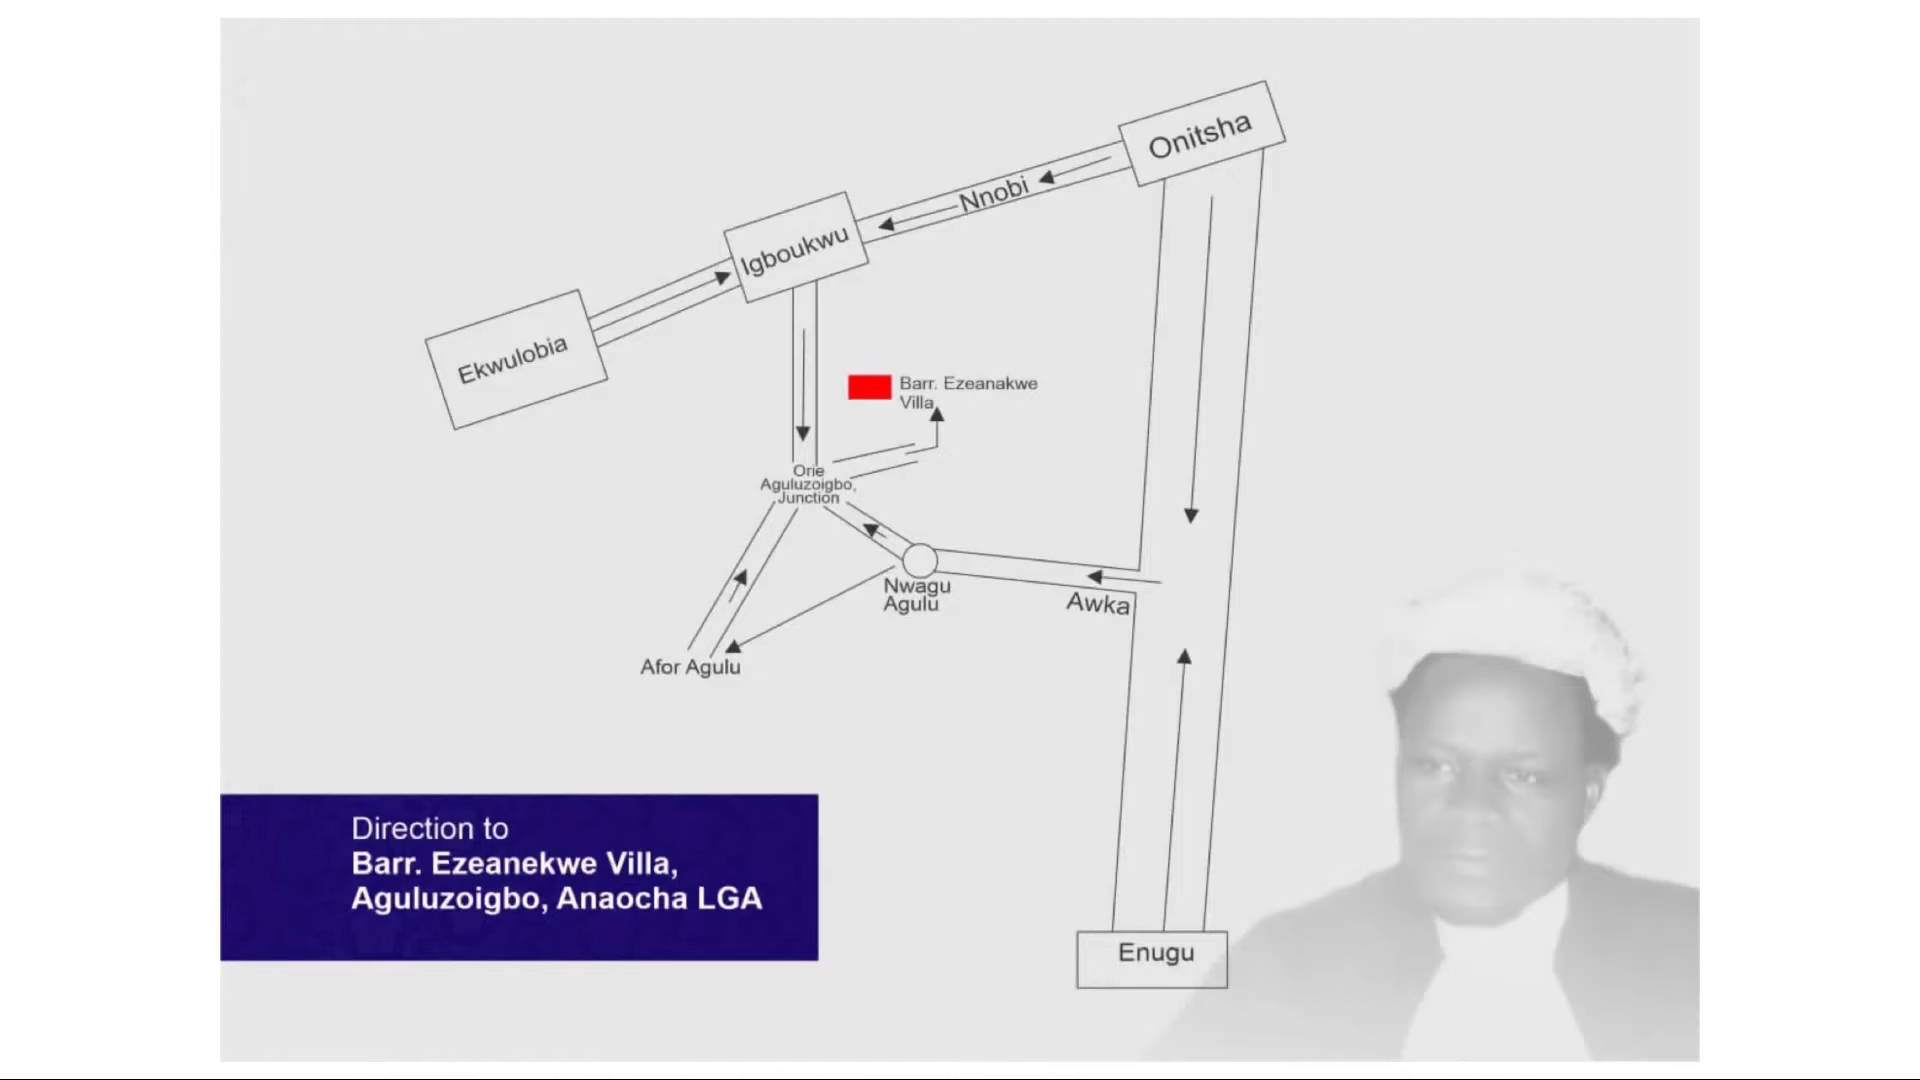 Onitsha
Nnobi
Igboukwu
Ekwulobia
Barr. Ezeanakwe
Villa
Orie
Aguluzoigbo,
Junction
Nwagu
Agulu
Awka
Afor Agulu
Direction to
Barr. Ezeanekwe Villa,
Aguluzoigbo, Anaocha LGA
Enugu